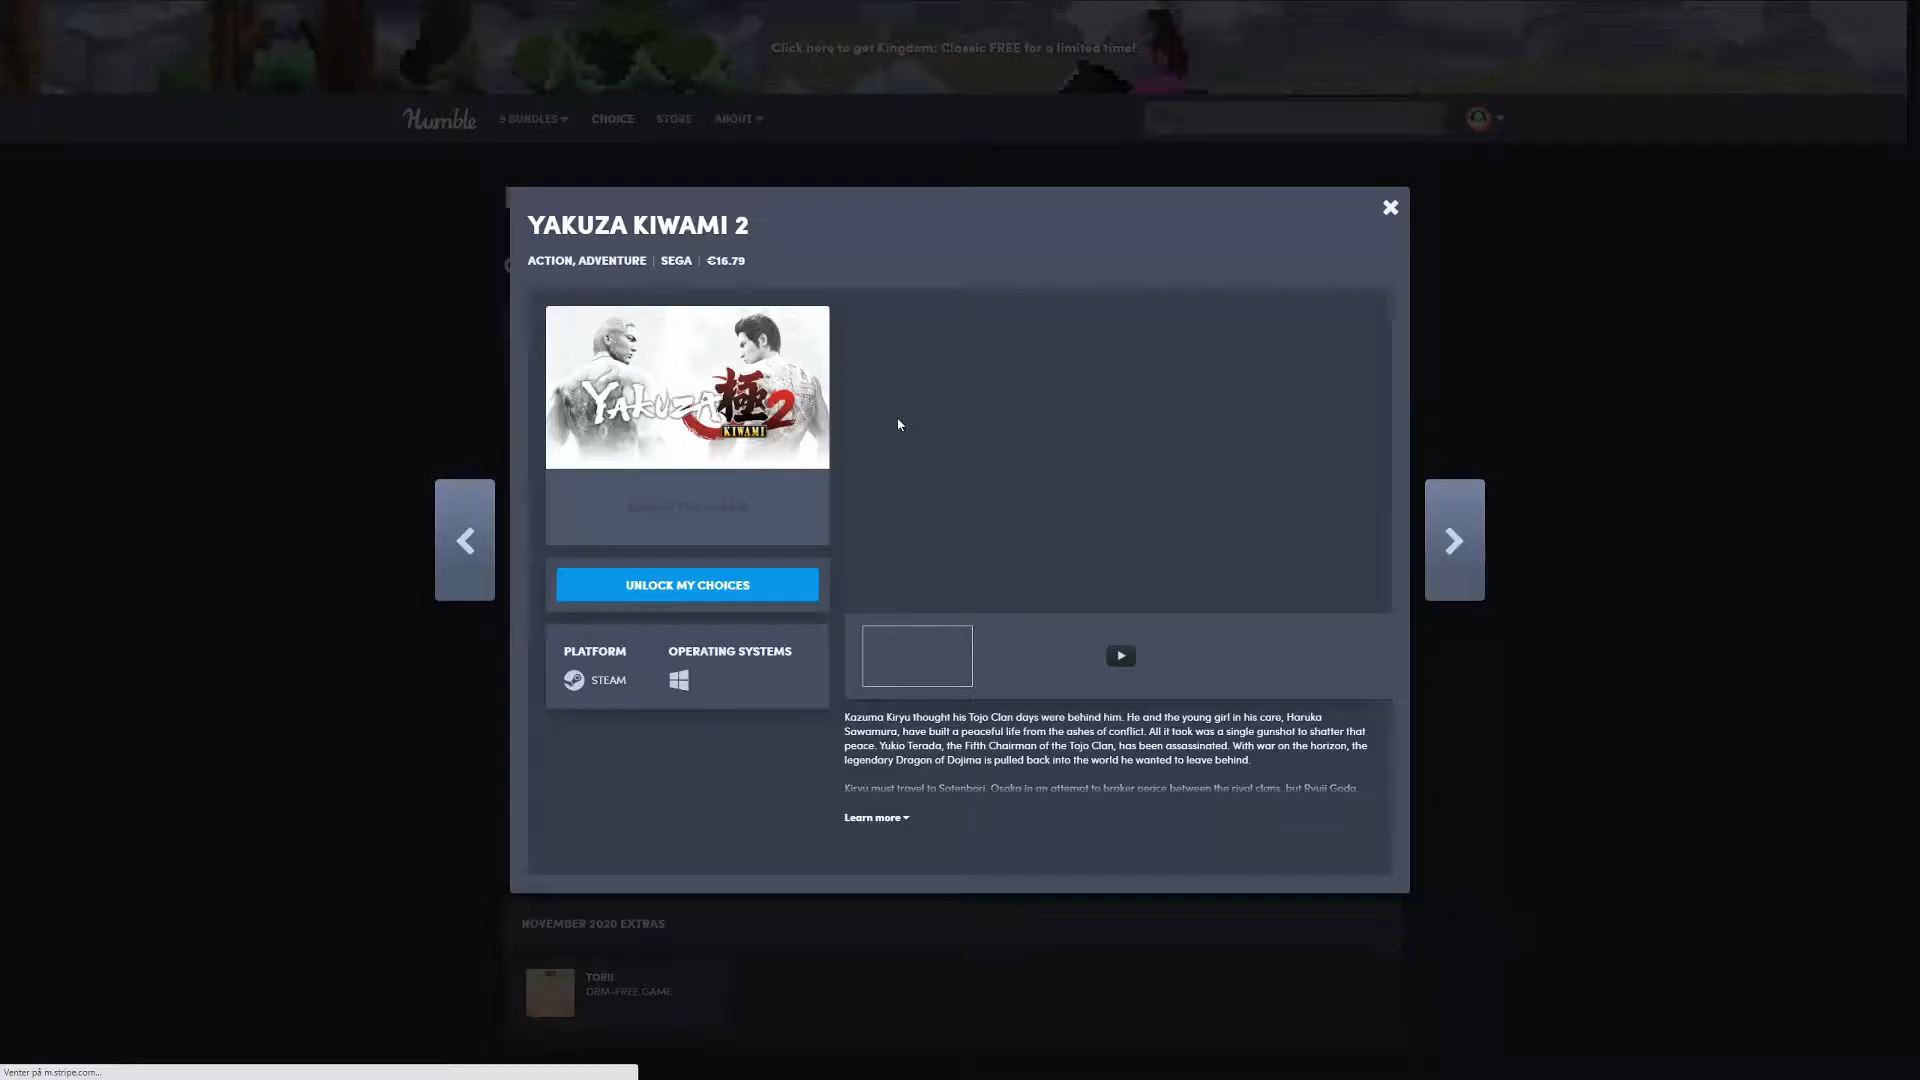 Click here to get Kingdom: Classic FREE for a limited time!
Humble
9 BUNDLES
CHOICE
STORE
ABOUT
YAKUZA KIWAMI 2
ACTION, ADVENTURE | SEGA | €16.79
YAKUZA 極 2
KIWAMI
UNLOCK MY CHOICES
PLATFORM
OPERATING SYSTEMS
STEAM
Kazuma Kiryu thought his Tojo Clan days were behind him. He and the young girl in his care, Haruka
Sawamura, have built a peaceful life from the ashes of conflict. All it took was a single gunshot to shatter that
peace. Yukio Terada, the Fifth Chairman of the Tojo Clan, has been assassinated. With war on the horizon, the
legendary Dragon of Dojima is pulled back into the world he wanted to leave behind.
Kiryu must travel to Sotenbori, Osaka in an attempt to broker peace between the rival clans, but Ryuji Goda,
Learn more
NOVEMBER 2020 EXTRAS
TORII
DRM-FREE GAME
Venter på m.stripe.com...